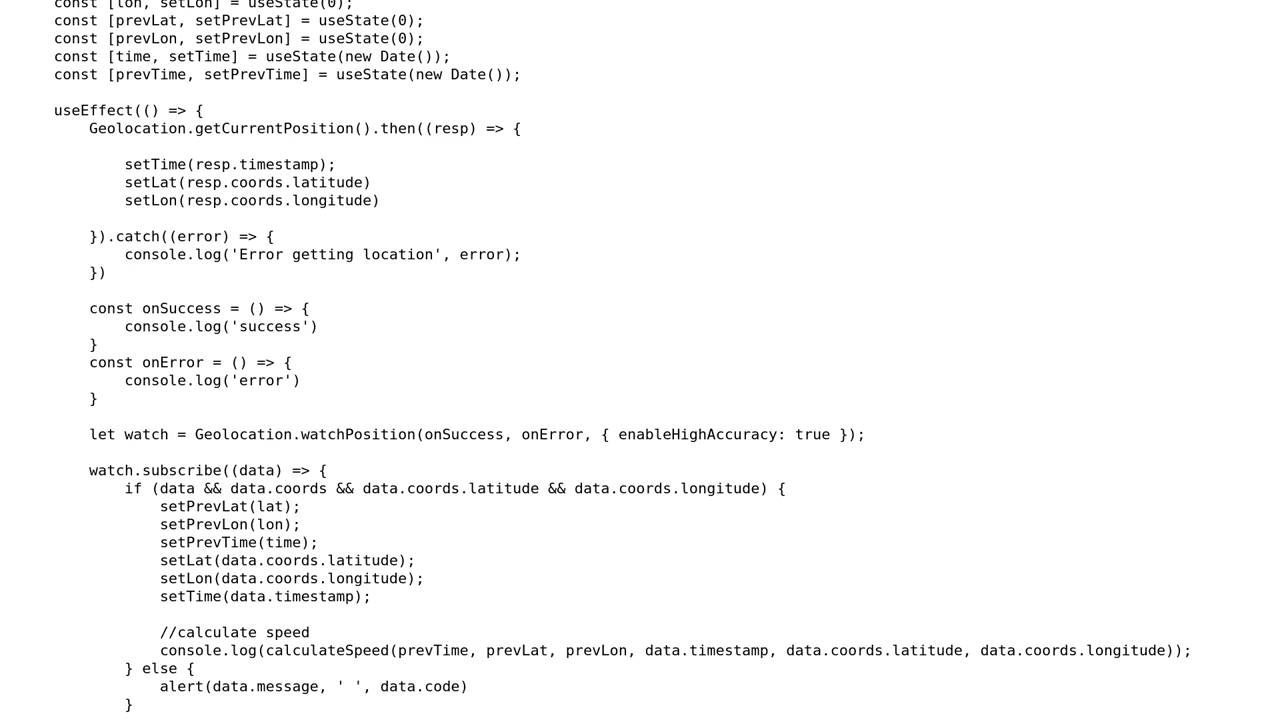 const [lon, setLon] = useState(0);
const [prevLat, setPrevLat] = useState(0);
const [prevLon, setPrevLon] = useState(0);
const [time, setTime] = useState(new Date());
const [prevTime, setPrevTime] = useState(new Date());
useEffect(() => {
Geolocation.getCurrentPosition().then((resp) => {
setTime(resp.timestamp);
setLat(resp.coords.latitude)
setLon(resp.coords.longitude)
}).catch((error) => {
console.log('Error getting location', error);
})
const onSuccess = () => {
console.log('success')
}
const onError = () => {
console.log('error')
}
let watch = Geolocation.watchPosition(onSuccess, onError, { enableHighAccuracy: true });
watch.subscribe((data) => {
if (data && data.coords && data.coords.latitude && data.coords.longitude) {
setPrevLat(lat);
setPrevLon(lon);
setPrevTime(time);
setLat(data.coords.latitude);
setLon(data.coords.longitude);
setTime(data.timestamp);
//calculate speed
console.log(calculateSpeed(prevTime, prevLat, prevLon, data.timestamp, data.coords.latitude, data.coords.longitude));
} else {
alert(data.message, ' ', data.code)
}